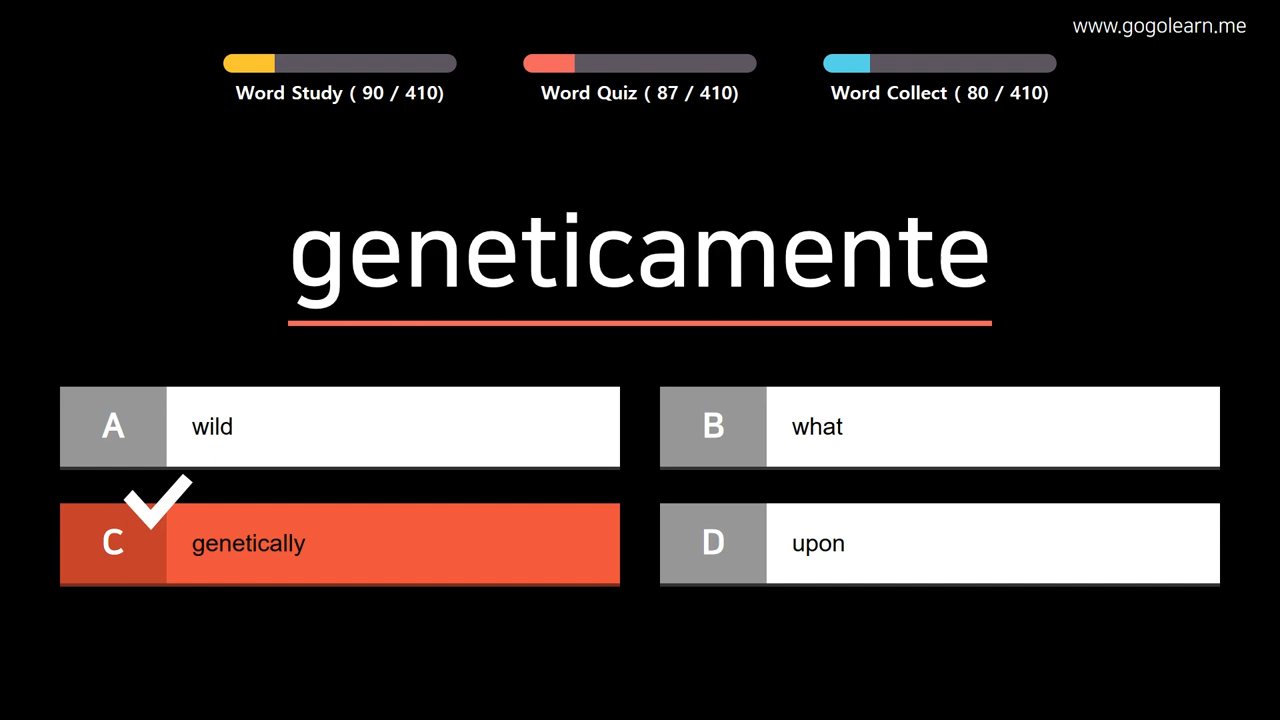 www.gogolearn.me
Word Study ( 90 / 410)
Word Quiz ( 87 / 410)
Word Collect ( 80 / 410)
geneticamente
A wild
B what
C genetically
D upon